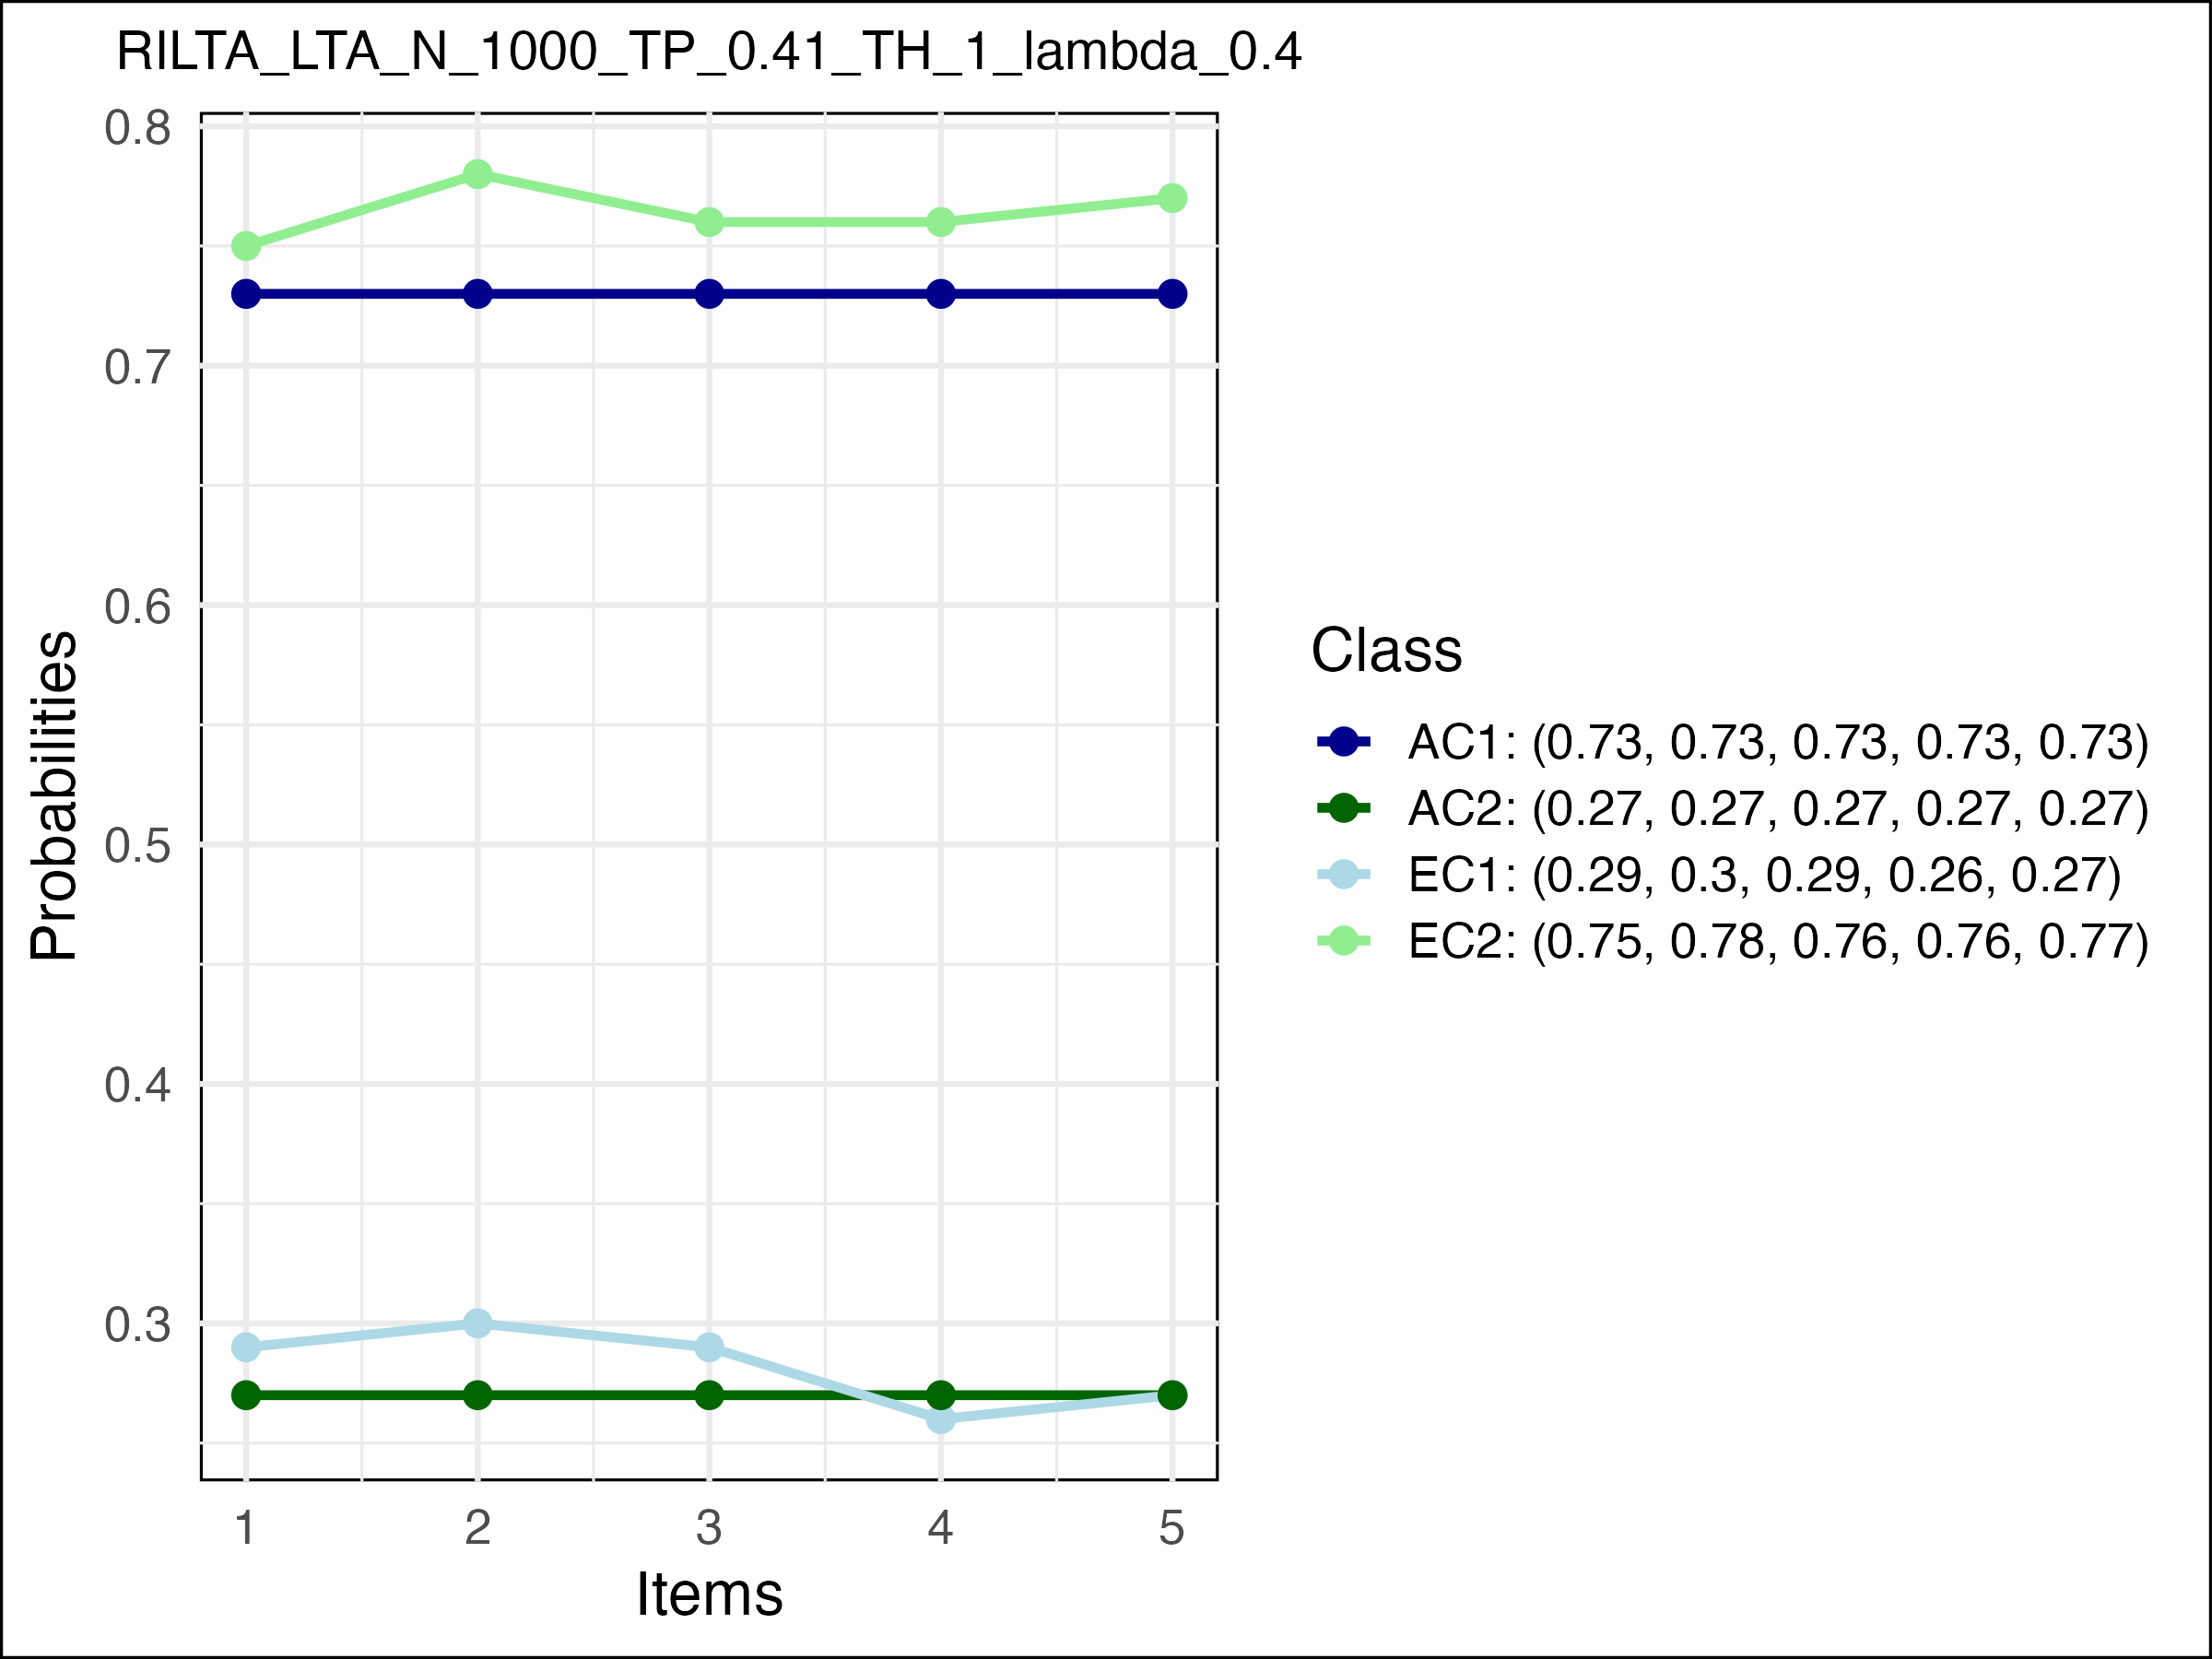 RILTA_LTA_N_1000_TP_0.41_TH_1_lambda_0.4
0.8
0.7
0.6
0.5
0.4
0.3
Probabilities
1 2 3 4 5
Items
Class
AC1: (0.73, 0.73, 0.73, 0.73, 0.73)
AC2: (0.27, 0.27, 0.27, 0.27, 0.27)
EC1: (0.29, 0.3, 0.29, 0.26, 0.27)
EC2: (0.75, 0.78, 0.76, 0.76, 0.77)